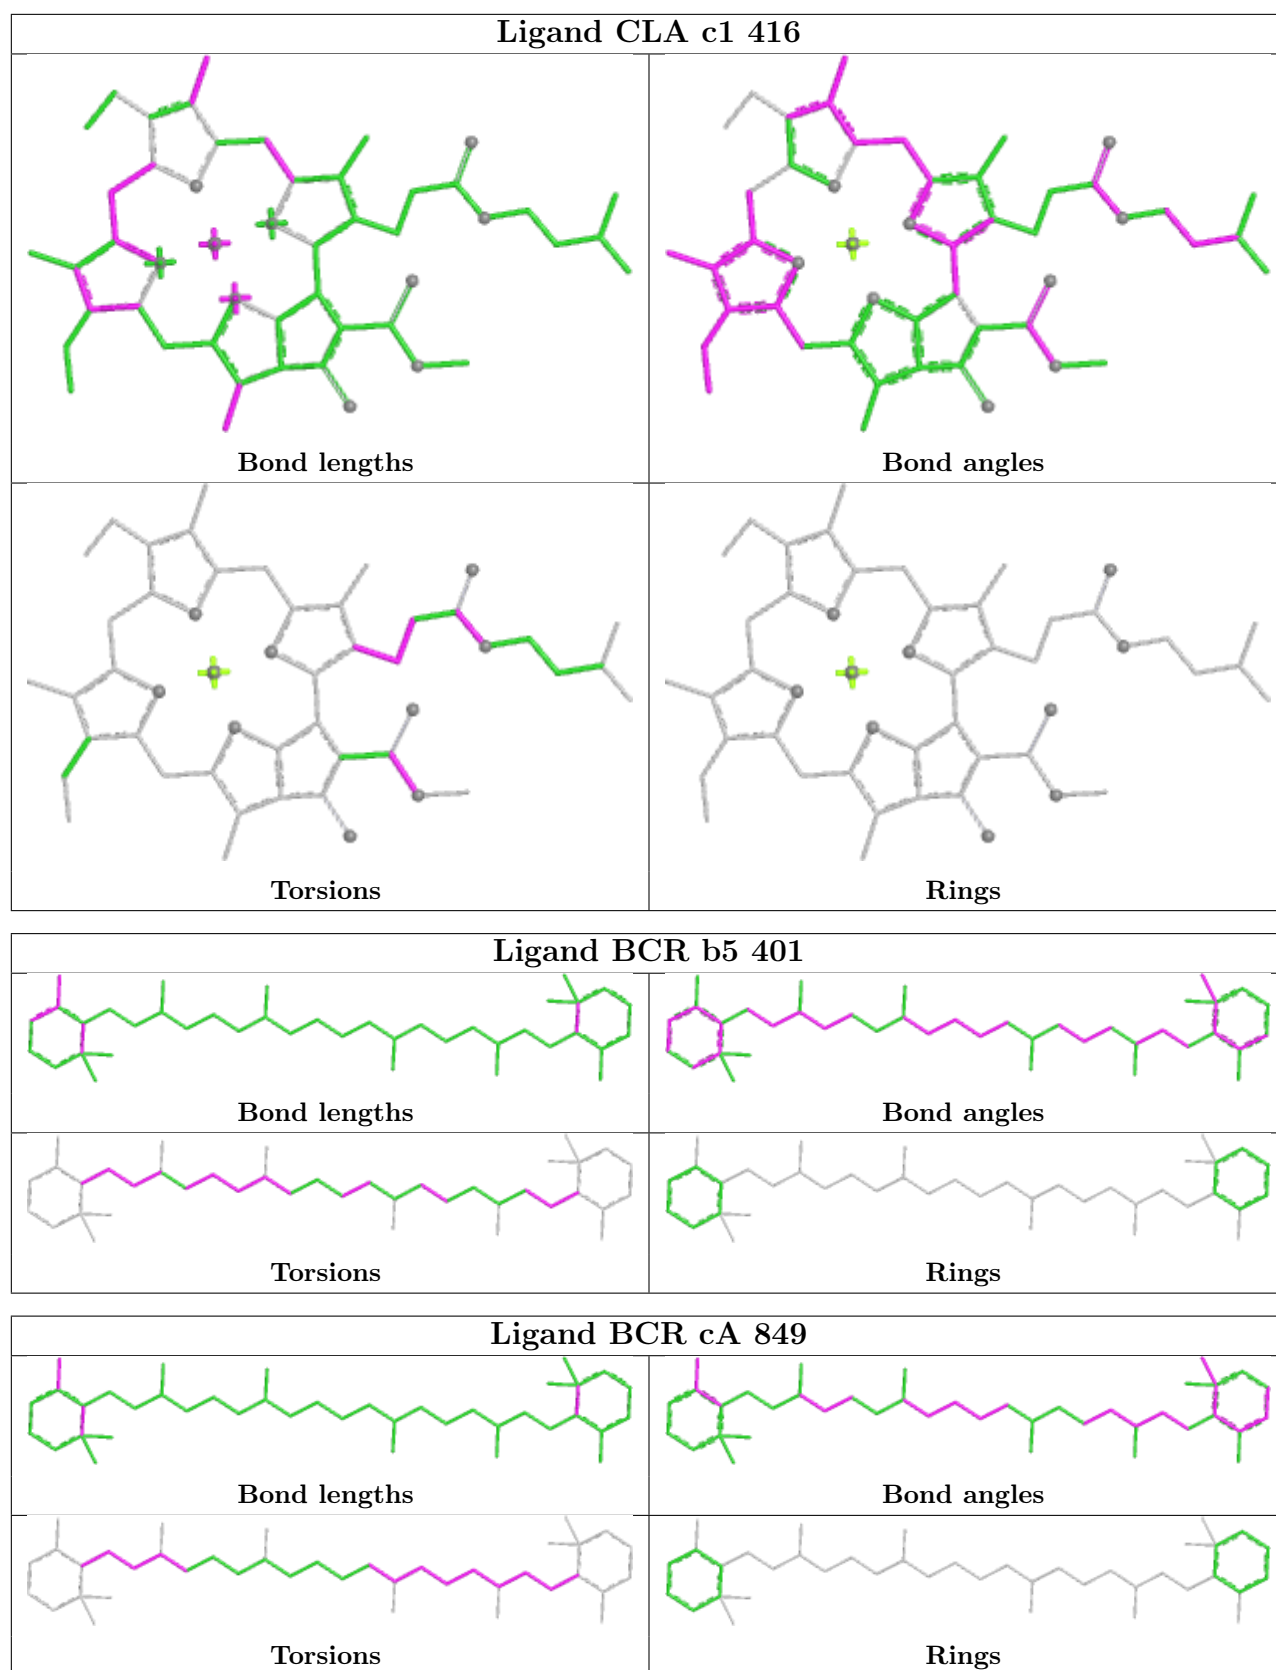 Ligand CLA c1 416
Bond lengths
Bond angles
Torsions
Rings
Ligand BCR b5 401
Bond lengths
Bond angles
Torsions
Rings
Ligand BCR cA 849
Bond lengths
Bond angles
Torsions
Rings